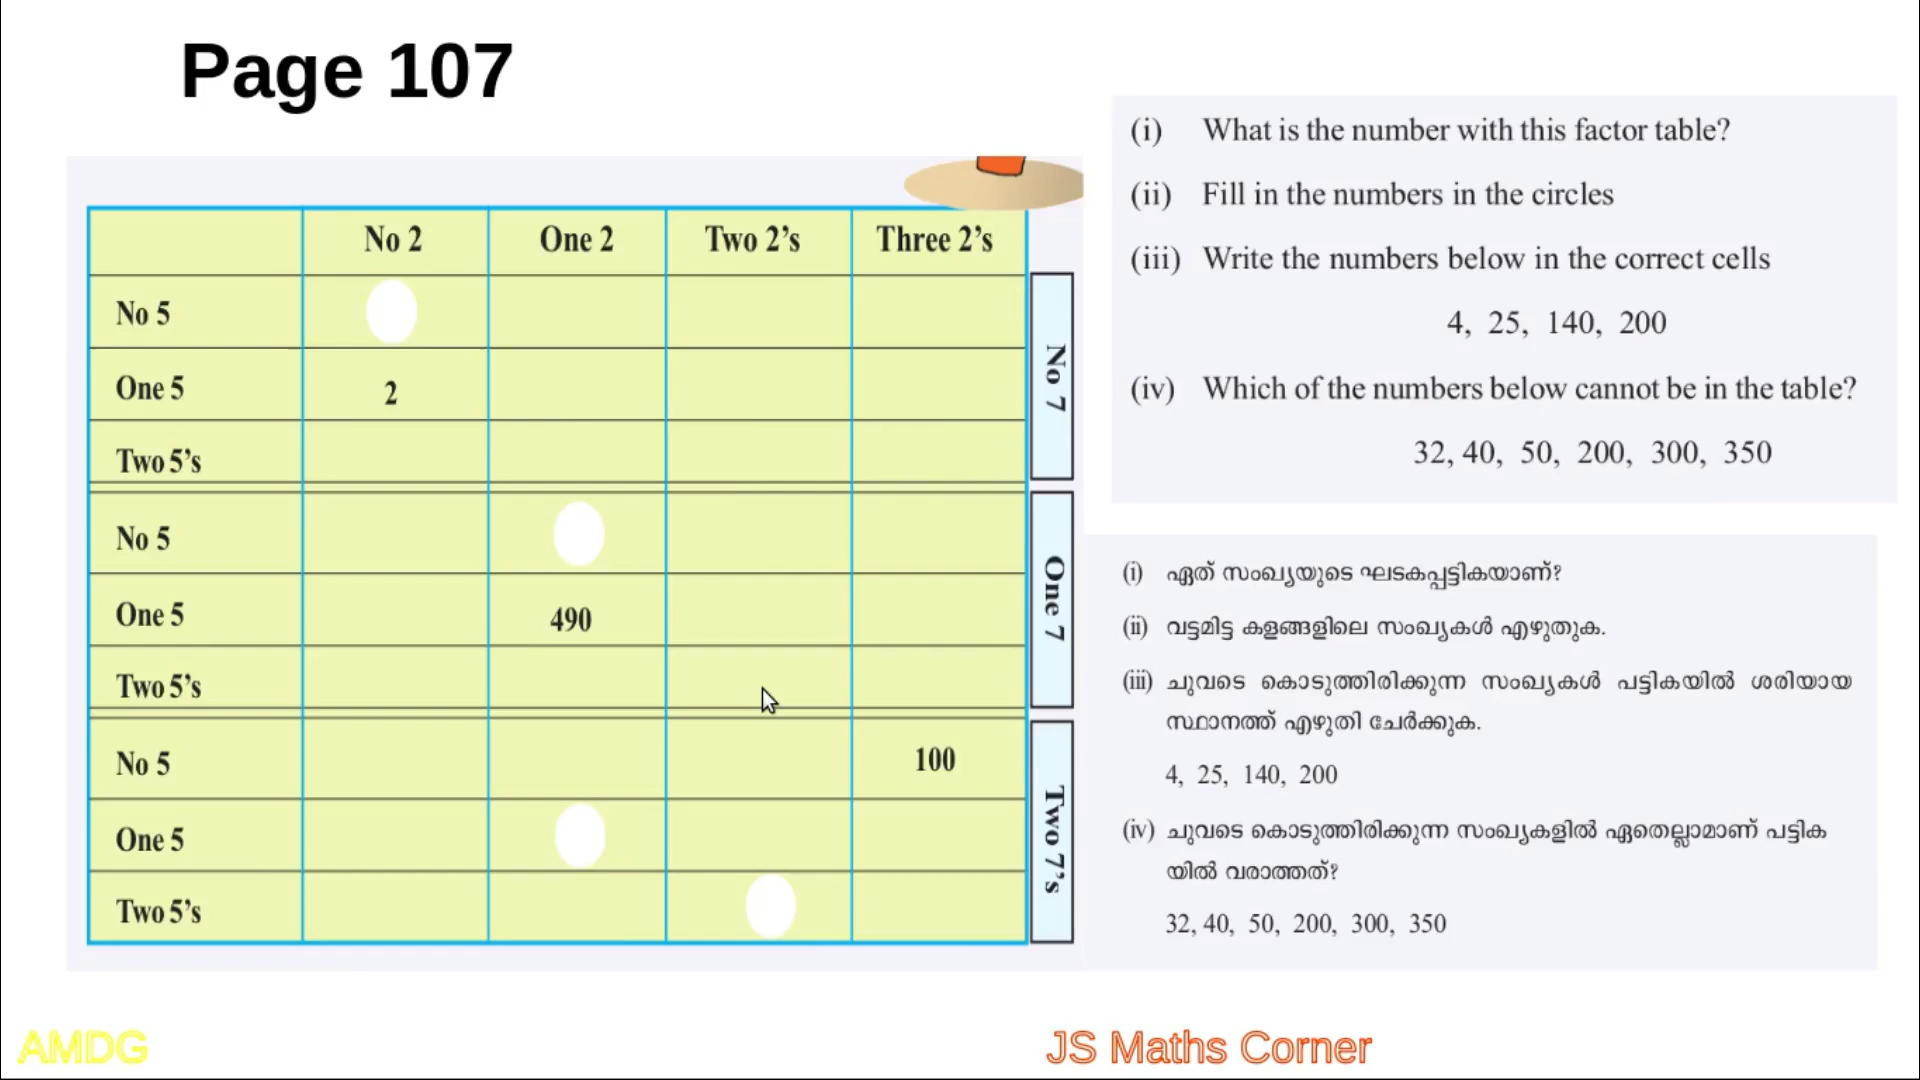 Page 107
No 2 One 2 Two 2’s Three 2’s
No 5
One 5 2
Two 5’s
No 7
No 5
One 5 490
Two 5’s
One 7
No 5 100
One 5
Two 5’s
Two 7’s
(i) What is the number with this factor table?
(ii) Fill in the numbers in the circles
(iii) Write the numbers below in the correct cells
4, 25, 140, 200
(iv) Which of the numbers below cannot be in the table?
32, 40, 50, 200, 300, 350
(i) ഏത് സംഖ്യയുടെ ഘടകപ്പട്ടികയാണ്?
(ii) വട്ടമിട്ട കളങ്ങളിലെ സംഖ്യകൾ എഴുതുക.
(iii) ചുവടെ കൊടുത്തിരിക്കുന്ന സംഖ്യകൾ പട്ടികയിൽ ശരിയായ
സ്ഥാനത്ത് എഴുതി ചേർക്കുക.
4, 25, 140, 200
(iv) ചുവടെ കൊടുത്തിരിക്കുന്ന സംഖ്യകളിൽ ഏതെല്ലാമാണ് പട്ടിക
യിൽ വരാത്തത്?
32, 40, 50, 200, 300, 350
AMDG
JS Maths Corner